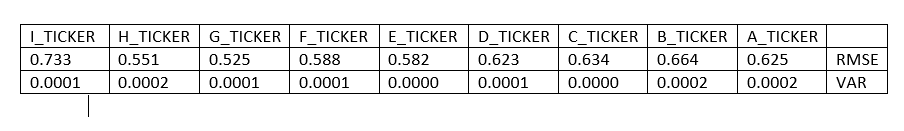 I_TICKER H_TICKER G_TICKER F_TICKER E_TICKER D_TICKER C_TICKER B_TICKER A_TICKER
0.733 0.551 0.525 0.588 0.582 0.623 0.634 0.664 0.625 RMSE
0.0001 0.0002 0.0001 0.0001 0.0000 0.0001 0.0000 0.0002 0.0002 VAR